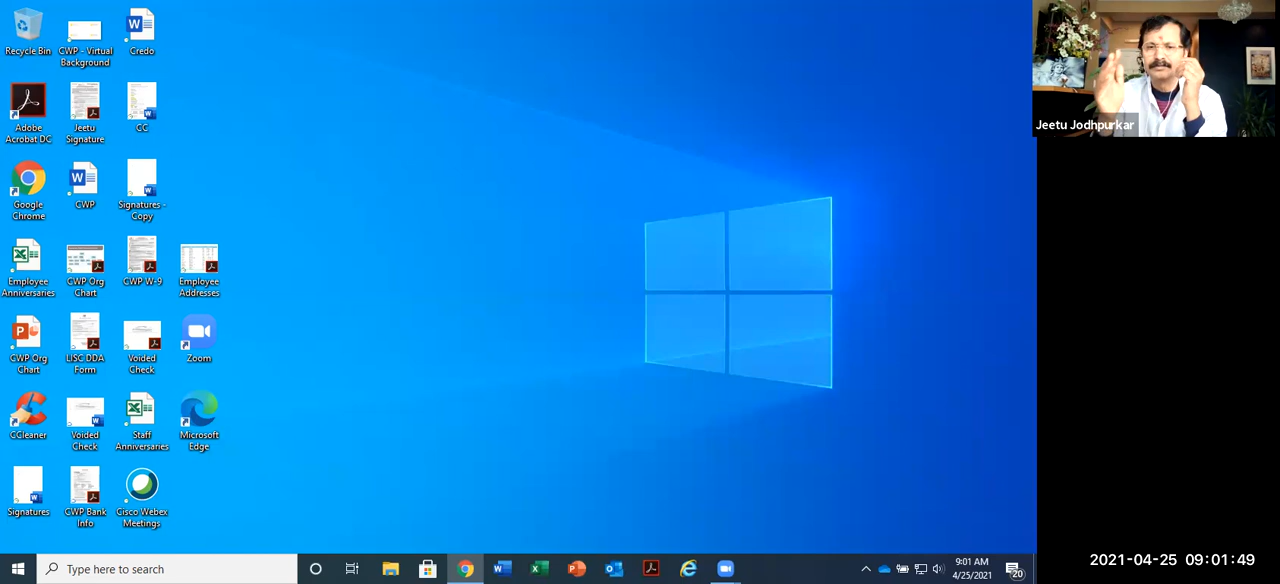 Recycle Bin
CWP - Virtual
Background
Credo
Adobe
Acrobat DC
Jeetu
Signature
CC
Google
Chrome
CWP
Signatures -
Copy
Employee
Anniversaries
CWP Org
Chart
CWP W-9
Employee
Addresses
CWP Org
Chart
LISC DDA
Form
Voided
Check
Zoom
CCleaner
Voided
Check
Staff
Anniversaries
Microsoft
Edge
Signatures
CWP Bank
Info
Cisco Webex
Meetings
Type here to search
9:01 AM
4/25/2021
20
Jeetu Jodhpurkar
2021-04-25 09:01:49